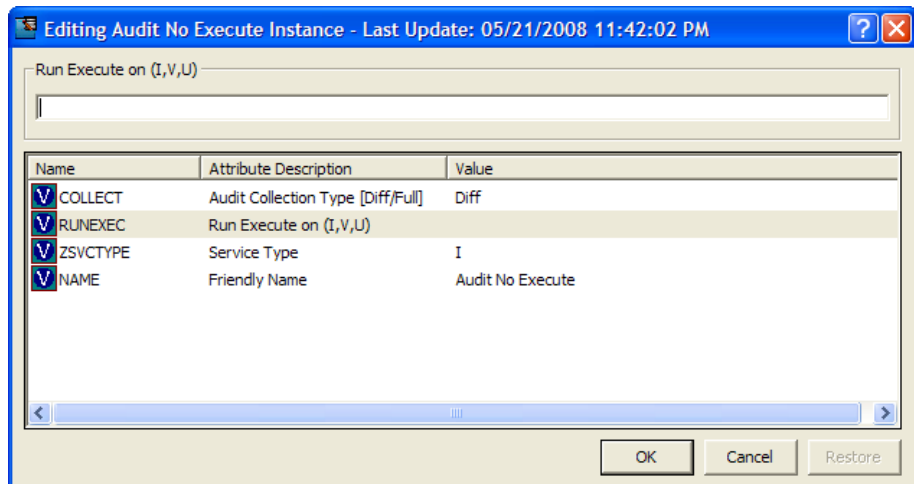 Editing Audit No Execute Instance - Last Update: 05/21/2008 11:42:02 PM
Run Execute on (I,V,U)
Name Attribute Description Value
V COLLECT Audit Collection Type [Diff/Full] Diff
V RUNEXEC Run Execute on (I,V,U)
V ZSVCTYPE Service Type I
V NAME Friendly Name Audit No Execute
OK Cancel Restore